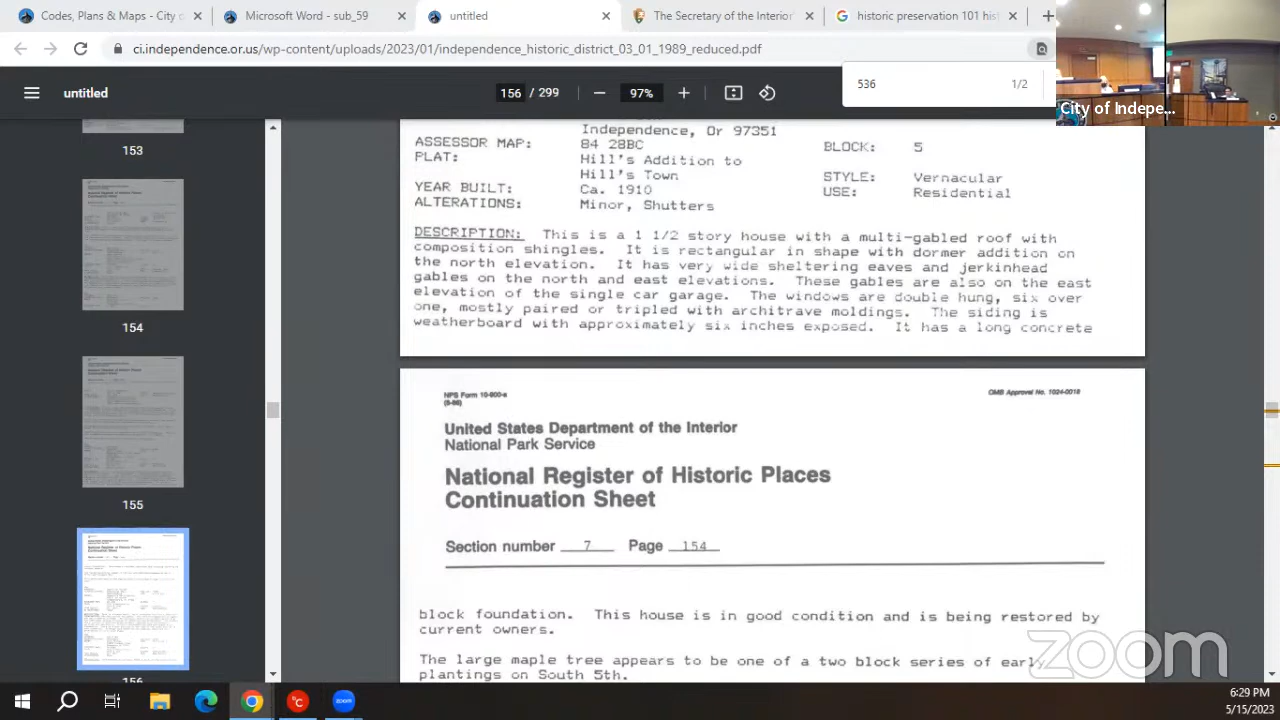 Codes, Plans & Maps - City o
Microsoft Word - sub_59
untitled
The Secretary of the Interior'
historic preservation 101 his
ci.independence.or.us/wp-content/uploads/2023/01/independence_historic_district_03_01_1989_reduced.pdf
untitled
156 / 299
97%
536
1/2
City of Indepe...
153
154
155
156
Independence, Or 97351
ASSESSOR MAP: 84 28BC BLOCK: 5
PLAT: Hill's Addition to
Hill's Town STYLE: Vernacular
YEAR BUILT: Ca. 1910 USE: Residential
ALTERATIONS: Minor, Shutters
DESCRIPTION: This is a 1 1/2 story house with a multi-gabled roof with
composition shingles. It is rectangular in shape with dormer addition on
the north elevation. It has very wide sheltering eaves and jerkinhead
gables on the north and east elevations. These gables are also on the east
elevation of the single car garage. The windows are double hung, six over
one, mostly paired or tripled with architrave moldings. The siding is
weatherboard with approximately six inches exposed. It has a long concrete
NPS Form 10-900-a
(8-86)
OMB Approval No. 1024-0018
United States Department of the Interior
National Park Service
National Register of Historic Places
Continuation Sheet
Section number 7 Page 154
block foundation. This house is in good condition and is being restored by
current owners.
The large maple tree appears to be one of a two block series of early
plantings on South 5th.
zoom
zoom
6:29 PM
5/15/2023